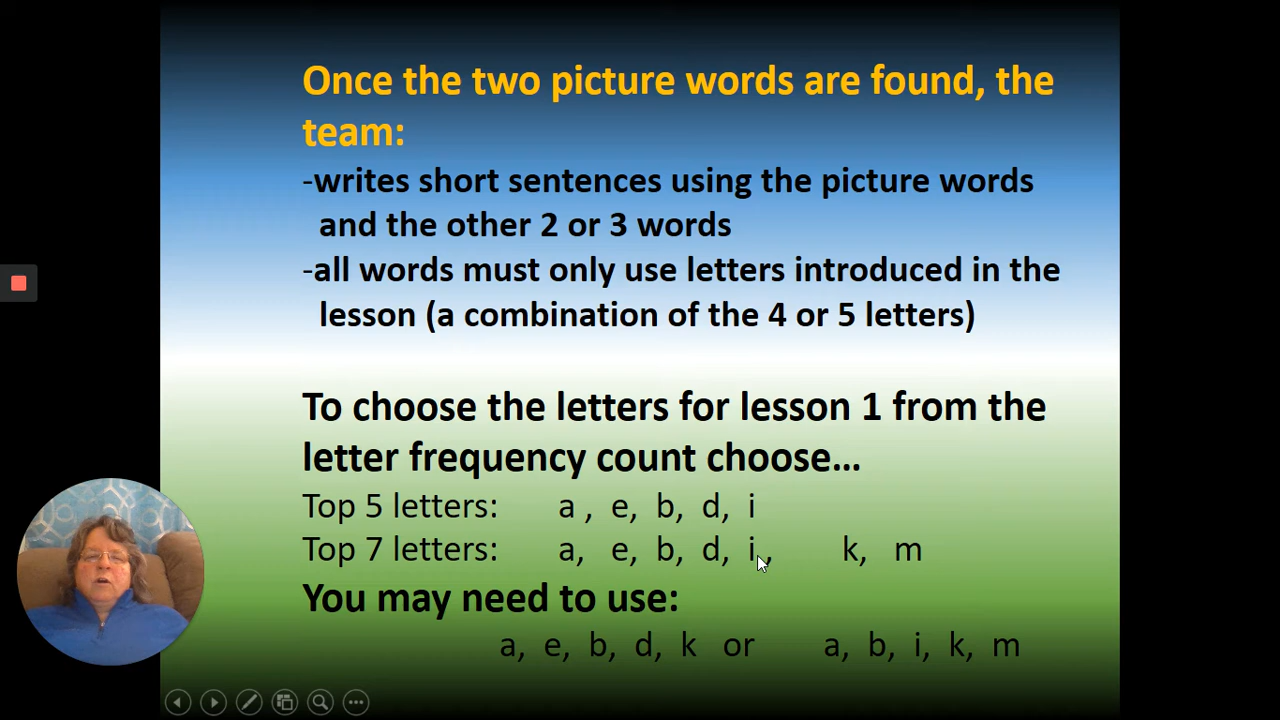 Once the two picture words are found, the
team:
-writes short sentences using the picture words
and the other 2 or 3 words
-all words must only use letters introduced in the
lesson (a combination of the 4 or 5 letters)
To choose the letters for lesson 1 from the
letter frequency count choose...
Top 5 letters: a , e, b, d, i
Top 7 letters: a, e, b, d, i , k, m
You may need to use:
a, e, b, d, k or a, b, i, k, m